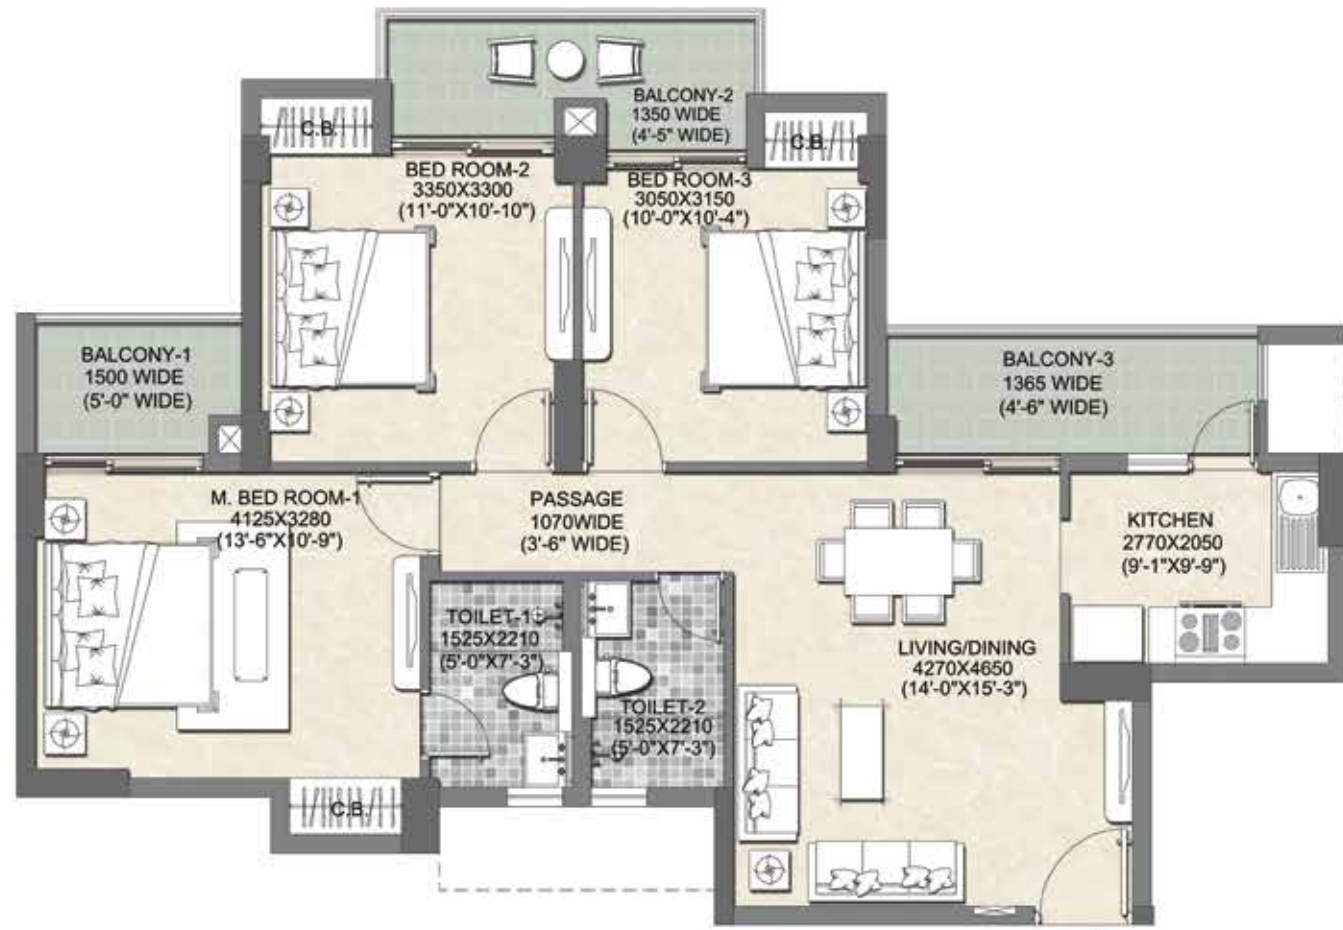 BALCONY-2
1350 WIDE
(4'-5" WIDE)
C.B.
C.B.
BED ROOM-2
3350X3300
(11'-0"X10'-10")
BED ROOM-3
3050X3150
(10'-0"X10'-4")
BALCONY-1
1500 WIDE
(5'-0" WIDE)
BALCONY-3
1365 WIDE
(4'-6" WIDE)
M. BED ROOM-1
4125X3280
(13'-6"X10'-9")
PASSAGE
1070WIDE
(3'-6" WIDE)
KITCHEN
2770X2050
(9'-1"X9'-9")
TOILET-1
1525X2210
(5'-0"X7'-3")
LIVING/DINING
4270X4650
(14'-0"X15'-3")
TOILET-2
1525X2210
(5'-0"X7'-3")
C.B.